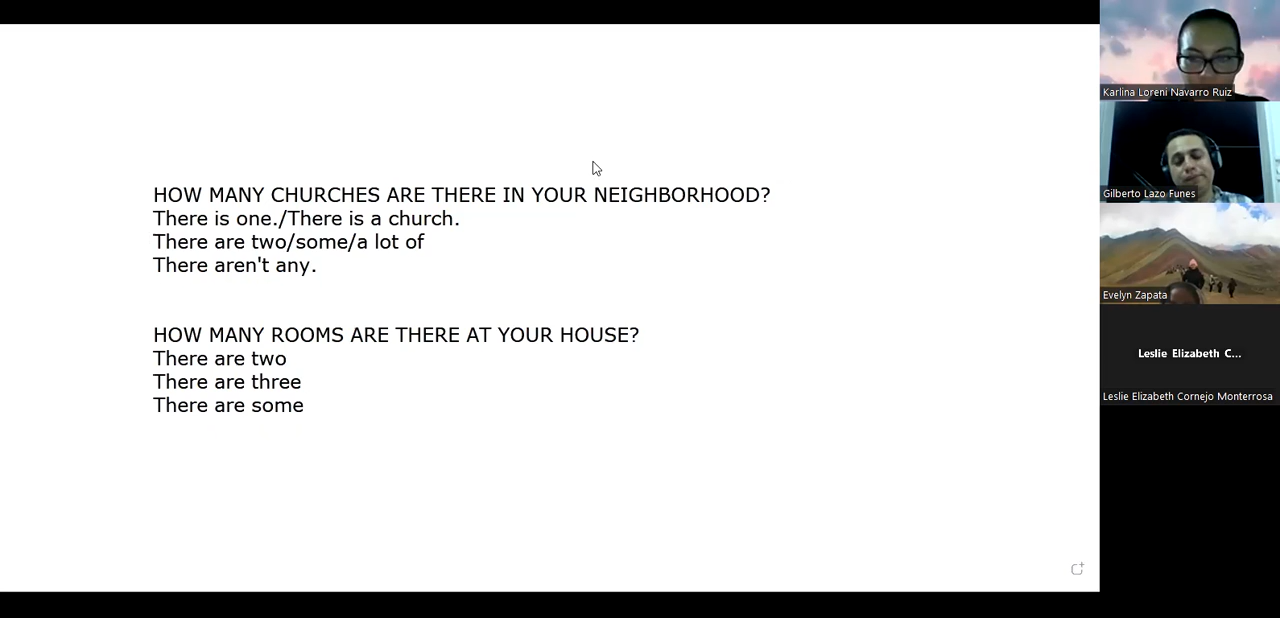 HOW MANY CHURCHES ARE THERE IN YOUR NEIGHBORHOOD?
There is one./There is a church.
There are two/some/a lot of
There aren't any.
HOW MANY ROOMS ARE THERE AT YOUR HOUSE?
There are two
There are three
There are some
Karlina Loreni Navarro Ruiz
Gilberto Lazo Funes
Evelyn Zapata
Leslie Elizabeth C...
Leslie Elizabeth Cornejo Monterrosa